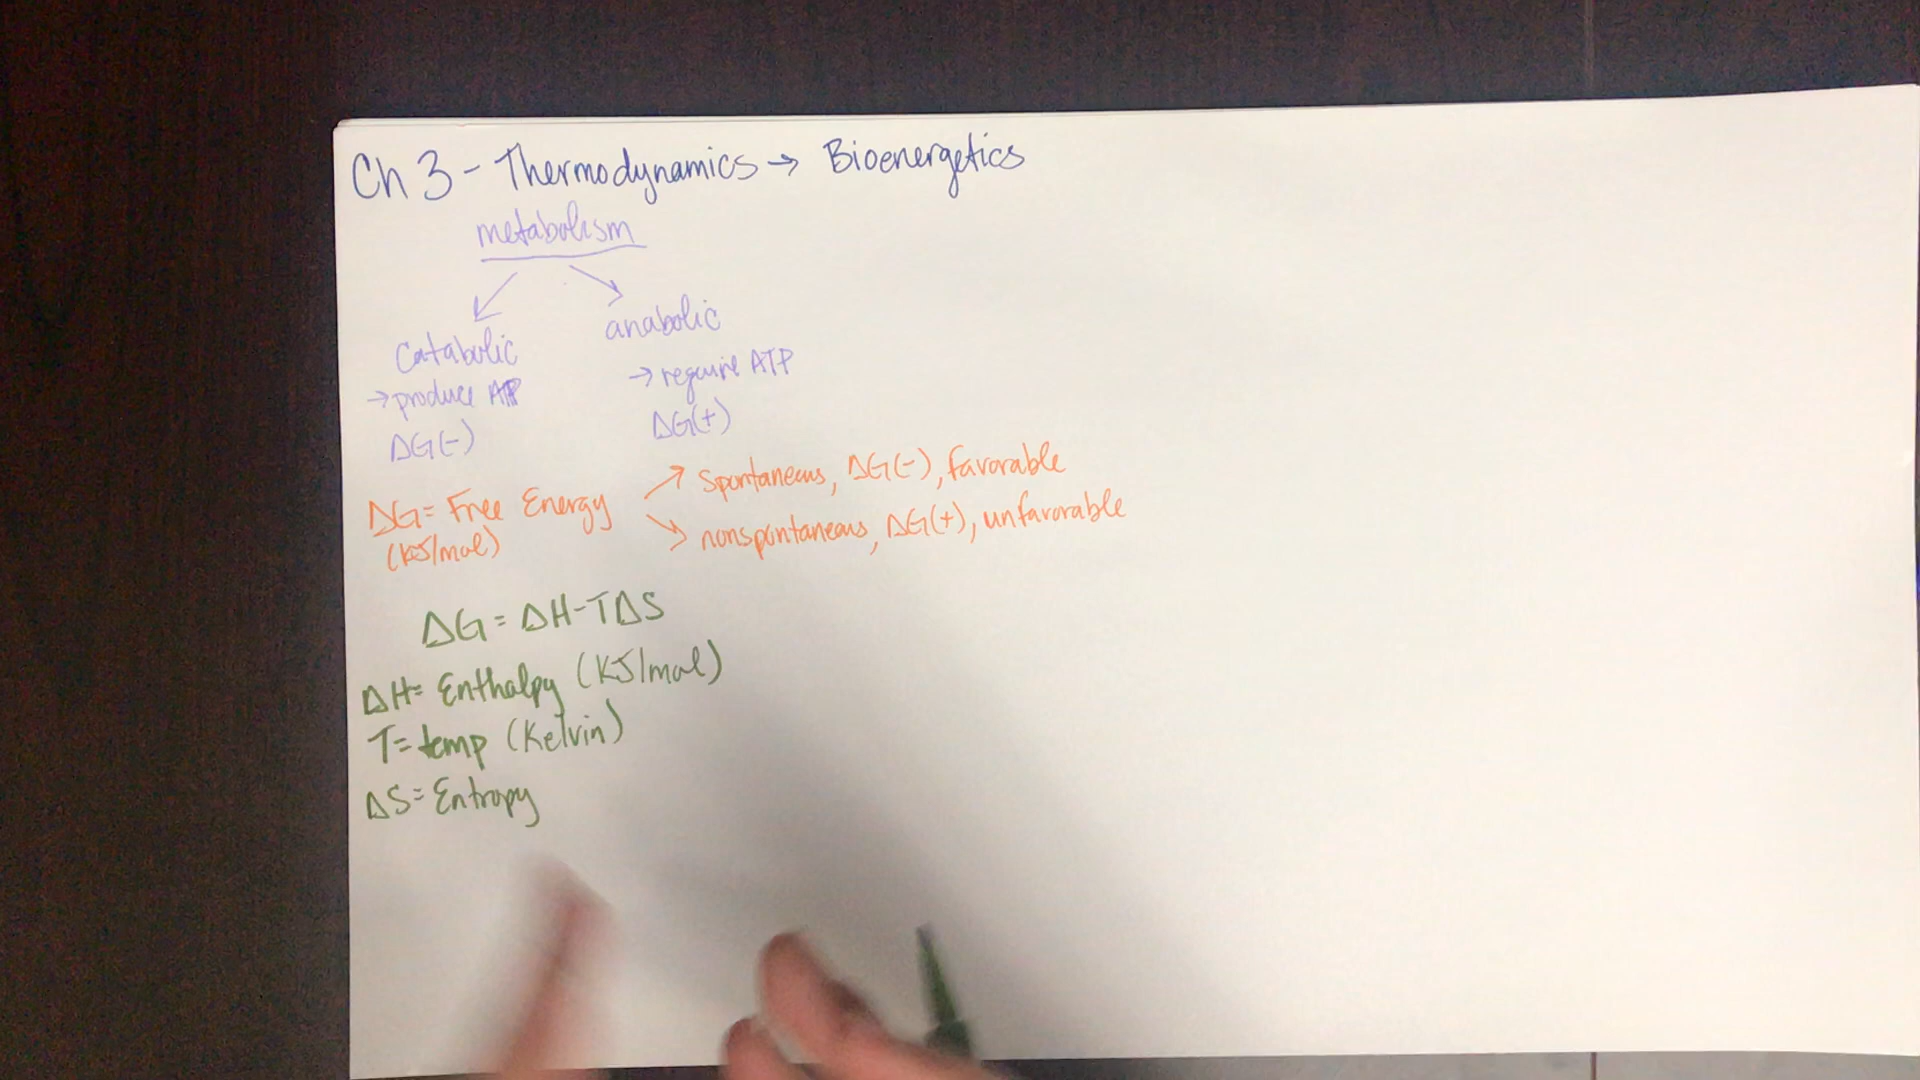 Ch 3 - Thermodynamics → Bioenergetics
metabolism
Catabolic
→ produce ATP
ΔG(-)
anabolic
→ require ATP
ΔG(+)
ΔG = Free Energy
(KJ/mol)
↗ Spontaneous, ΔG(-), favorable
↘ nonspontaneous, ΔG(+), unfavorable
ΔG = ΔH-TΔS
ΔH = Enthalpy (KJ/mol)
T = temp (Kelvin)
ΔS = Entropy